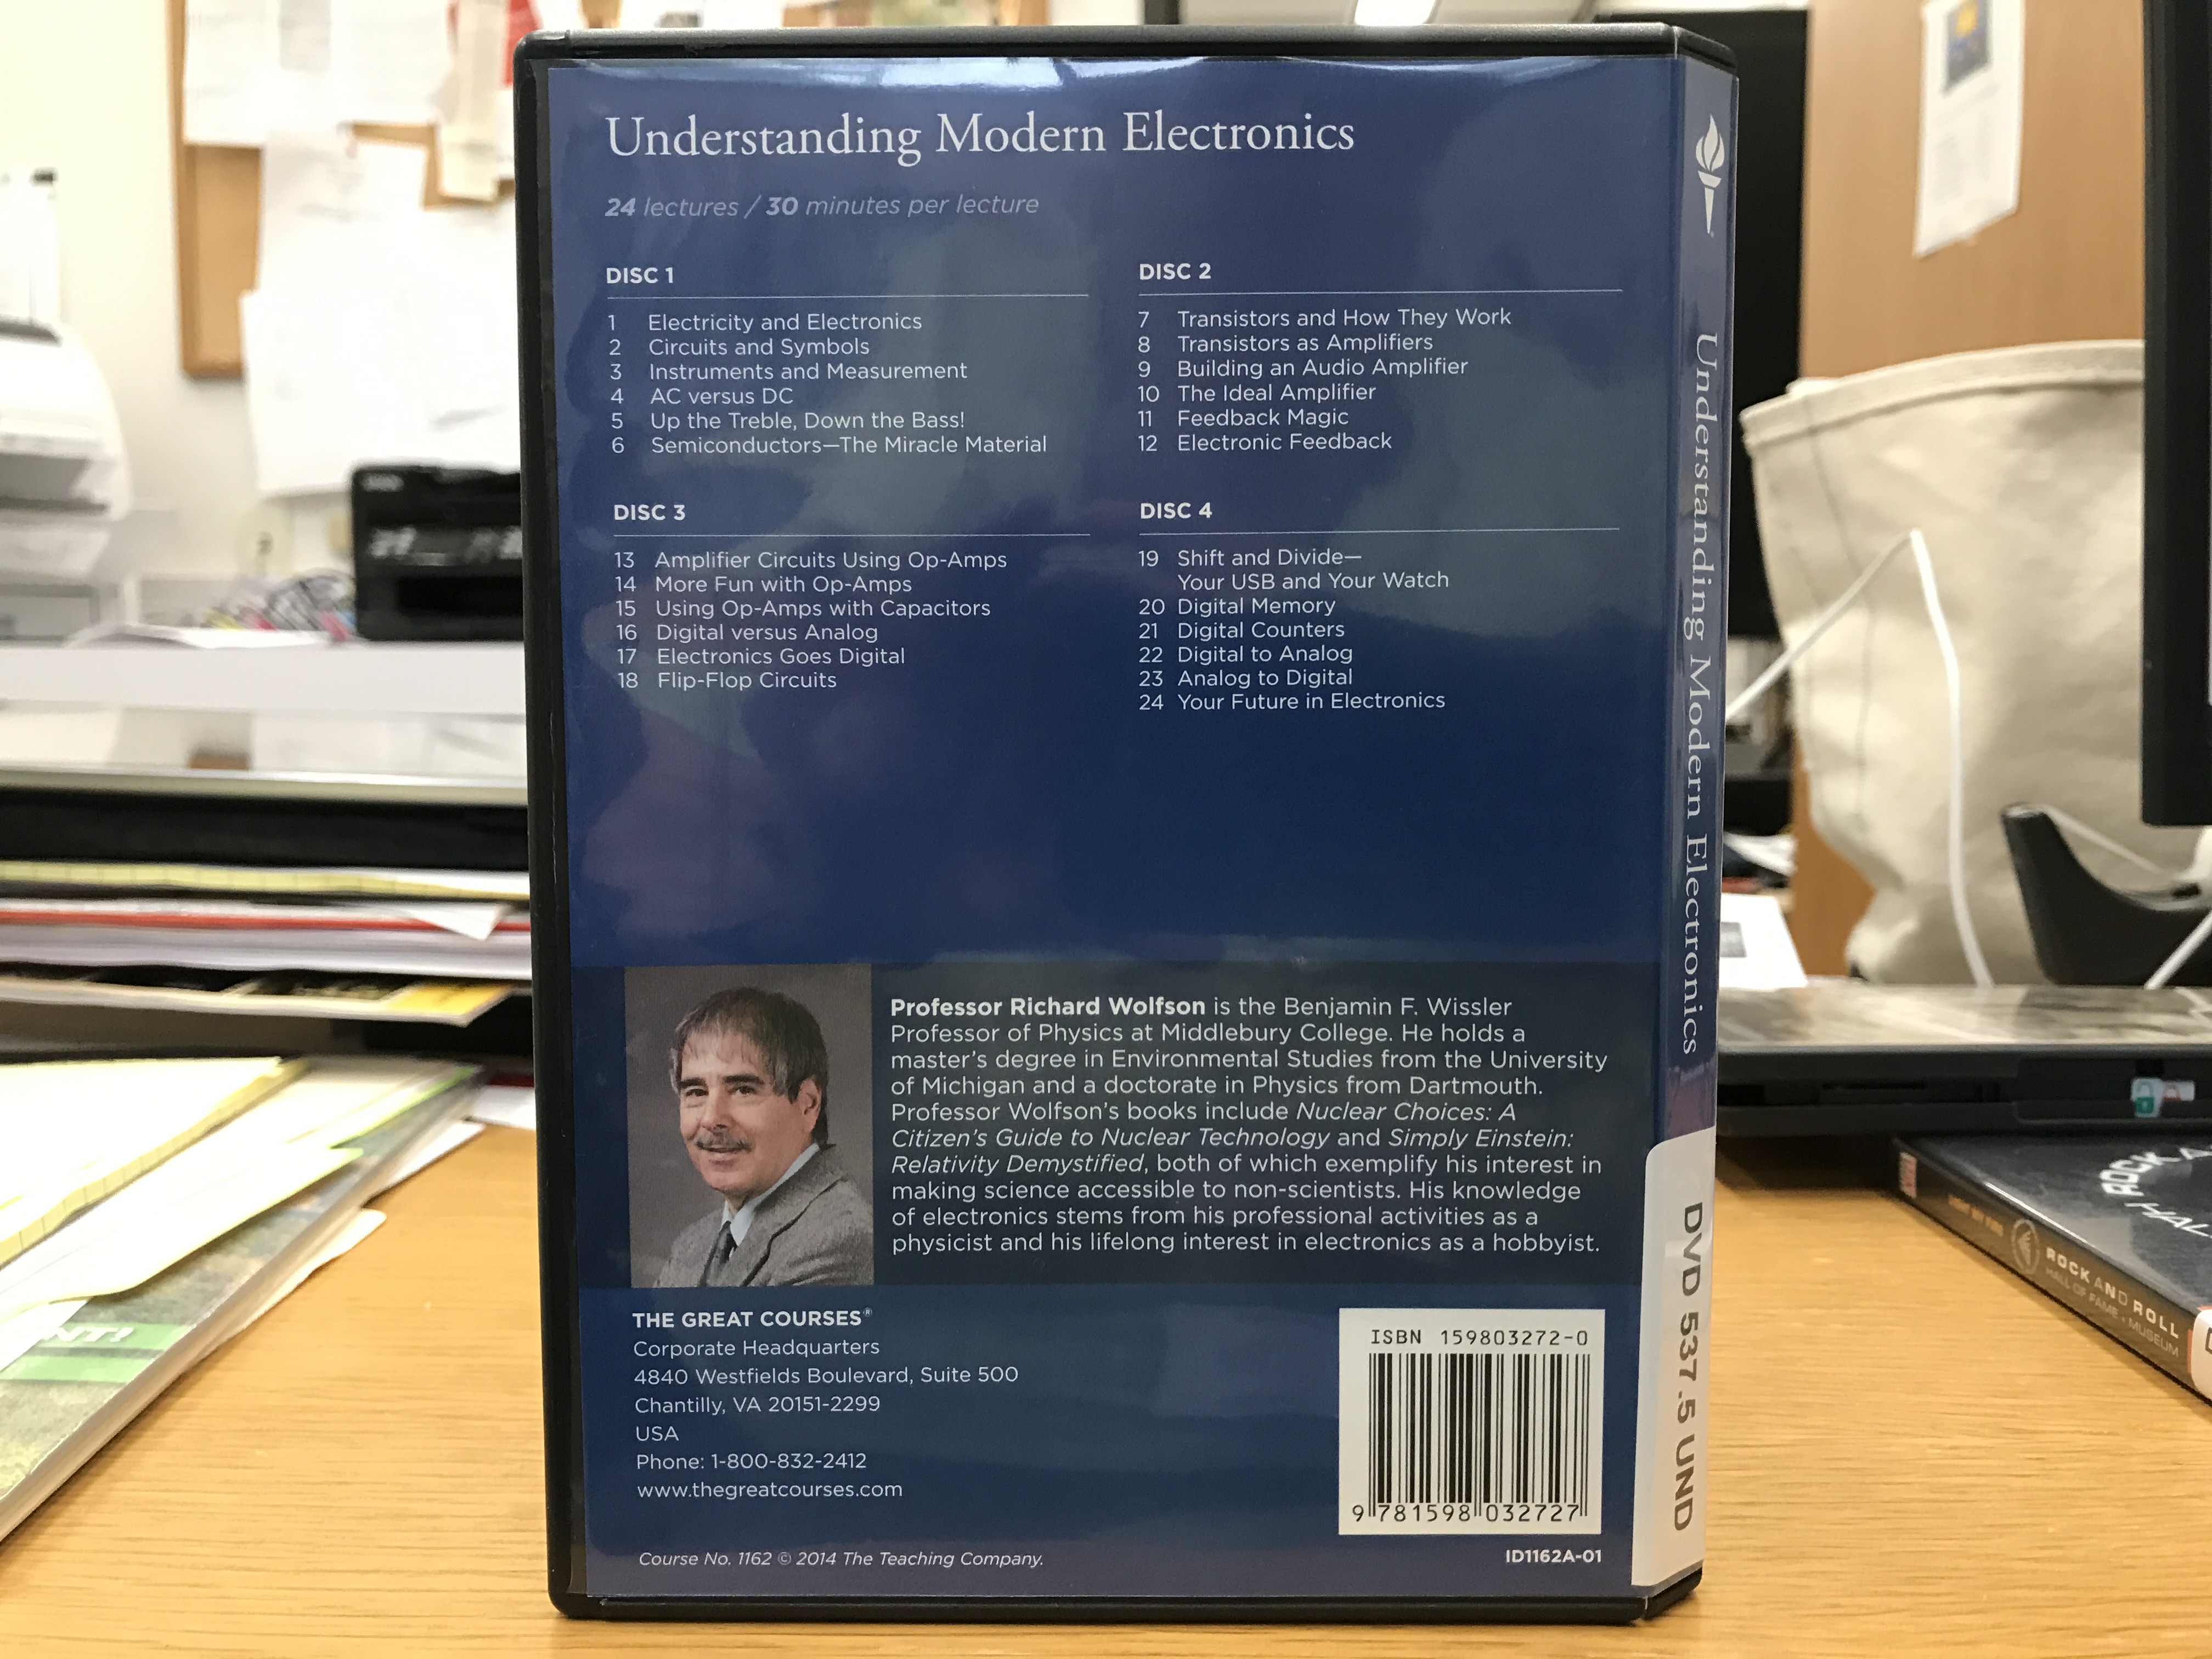 Understanding Modern Electronics
24 lectures / 30 minutes per lecture
DISC 1
1 Electricity and Electronics
2 Circuits and Symbols
3 Instruments and Measurement
4 AC versus DC
5 Up the Treble, Down the Bass!
6 Semiconductors—The Miracle Material
DISC 2
7 Transistors and How They Work
8 Transistors as Amplifiers
9 Building an Audio Amplifier
10 The Ideal Amplifier
11 Feedback Magic
12 Electronic Feedback
DISC 3
13 Amplifier Circuits Using Op-Amps
14 More Fun with Op-Amps
15 Using Op-Amps with Capacitors
16 Digital versus Analog
17 Electronics Goes Digital
18 Flip-Flop Circuits
DISC 4
19 Shift and Divide—
Your USB and Your Watch
20 Digital Memory
21 Digital Counters
22 Digital to Analog
23 Analog to Digital
24 Your Future in Electronics
Professor Richard Wolfson is the Benjamin F. Wissler
Professor of Physics at Middlebury College. He holds a
master's degree in Environmental Studies from the University
of Michigan and a doctorate in Physics from Dartmouth.
Professor Wolfson's books include Nuclear Choices: A
Citizen's Guide to Nuclear Technology and Simply Einstein:
Relativity Demystified, both of which exemplify his interest in
making science accessible to non-scientists. His knowledge
of electronics stems from his professional activities as a
physicist and his lifelong interest in electronics as a hobbyist.
THE GREAT COURSES®
Corporate Headquarters
4840 Westfields Boulevard, Suite 500
Chantilly, VA 20151-2299
USA
Phone: 1-800-832-2412
www.thegreatcourses.com
ISBN 159803272-0
9 781598 032727
Course No. 1162 © 2014 The Teaching Company.
ID1162A-01
Understanding Modern Electronics
DVD 537.5 UND
ROCK A
HAL
ROCK AND ROLL
HALL OF FAME + MUSEUM
NT!